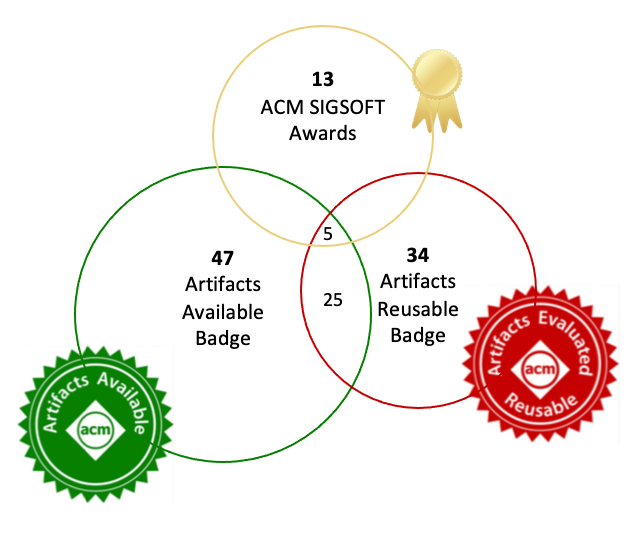 13
ACM SIGSOFT
Awards
5
47
Artifacts
Available
Badge
34
Artifacts
Reusable
Badge
25
Artifacts Available
acm
Artifacts Evaluated
acm
Reusable